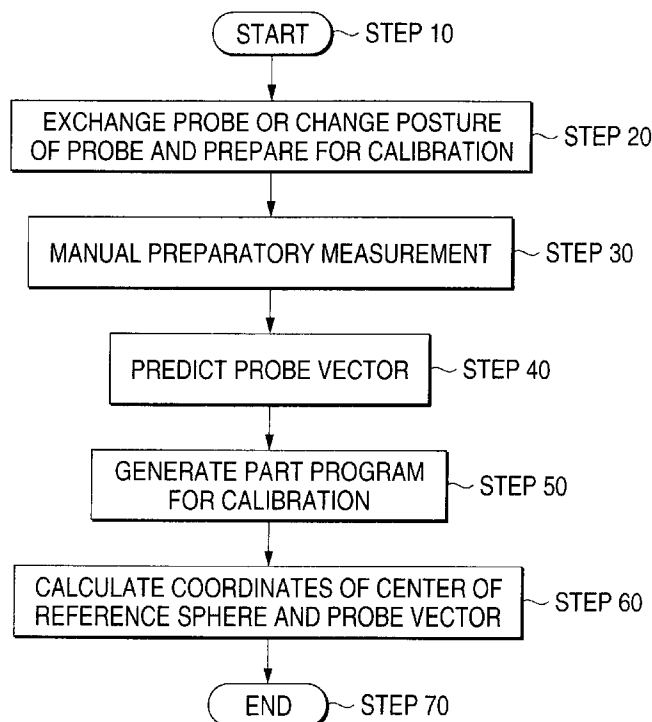 START STEP 10
EXCHANGE PROBE OR CHANGE POSTURE
OF PROBE AND PREPARE FOR CALIBRATION
STEP 20
MANUAL PREPARATORY MEASUREMENT STEP 30
PREDICT PROBE VECTOR STEP 40
GENERATE PART PROGRAM
FOR CALIBRATION
STEP 50
CALCULATE COORDINATES OF CENTER OF
REFERENCE SPHERE AND PROBE VECTOR
STEP 60
END STEP 70